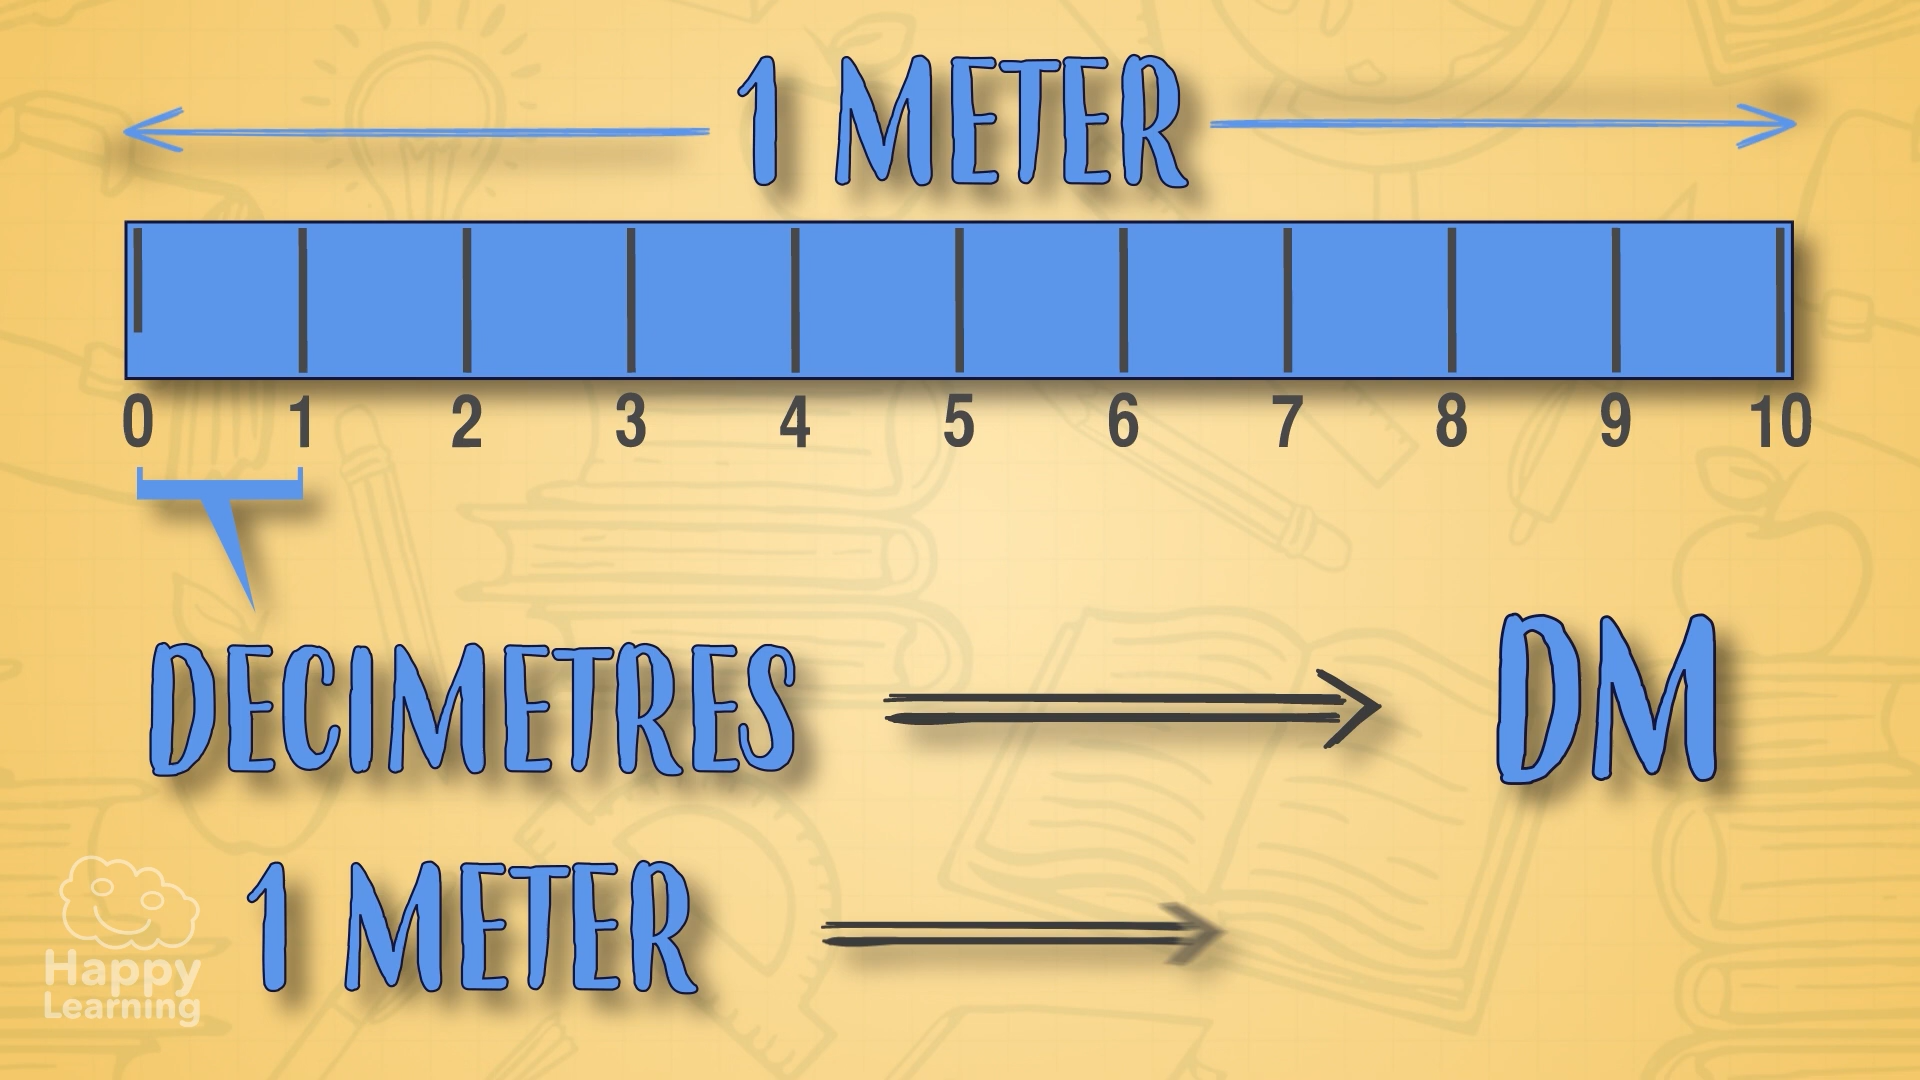 1 METER
0 1 2 3 4 5 6 7 8 9 10
DECIMETRES DM
1 METER
Happy
Learning